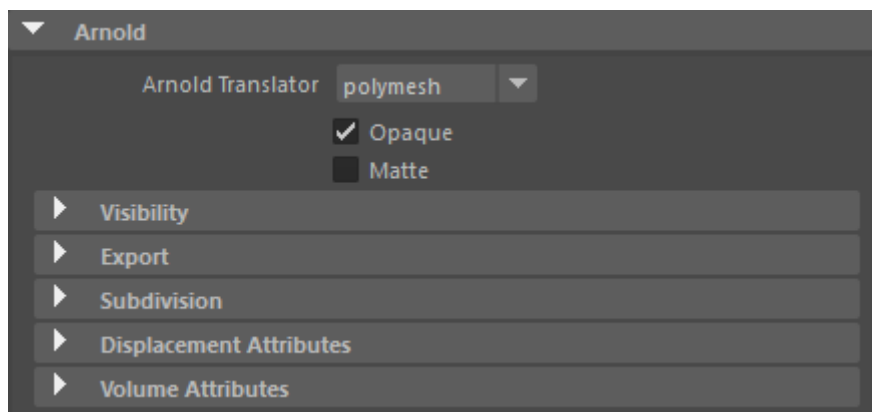 Arnold
Arnold Translator polymesh
Opaque
Matte
Visibility
Export
Subdivision
Displacement Attributes
Volume Attributes